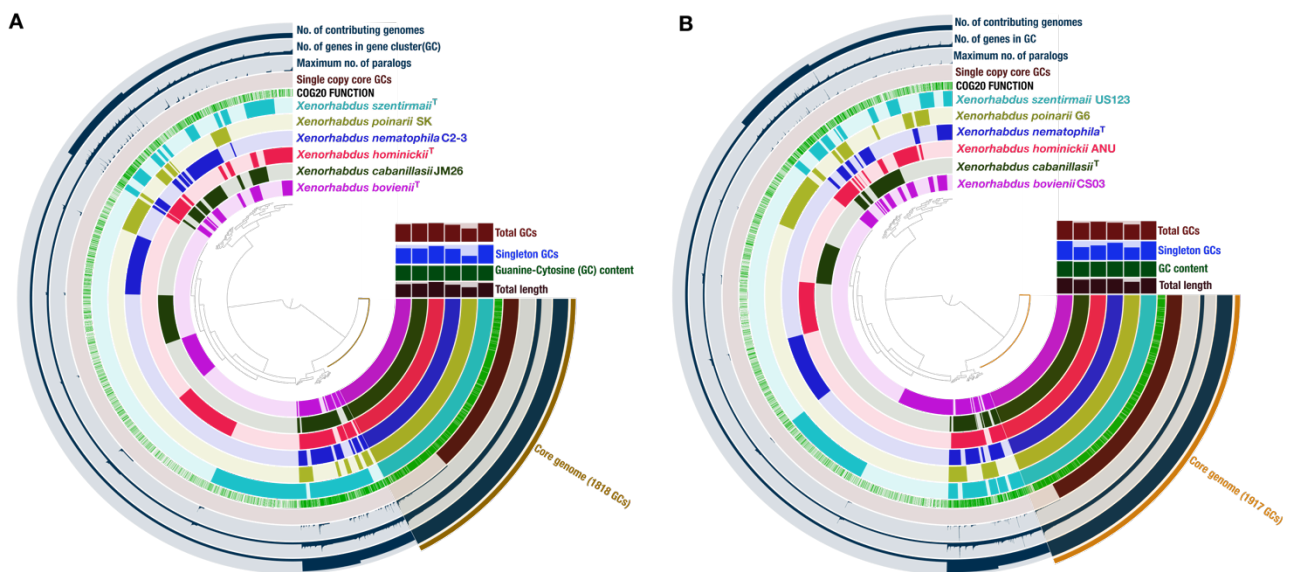 A
No. of contributing genomes
No. of genes in gene cluster(GC)
Maximum no. of paralogs
Single copy core GCs
COG20 FUNCTION
Xenorhabdus szentirmaii T
Xenorhabdus poinarii SK
Xenorhabdus nematophila C2-3
Xenorhabdus hominickii T
Xenorhabdus cabanillasii JM26
Xenorhabdus bovienii T
Total GCs
Singleton GCs
Guanine-Cytosine (GC) content
Total length
Core genome (1818 GCs)
B
No. of contributing genomes
No. of genes in GC
Maximum no. of paralogs
Single copy core GCs
COG20 FUNCTION
Xenorhabdus szentirmaii US123
Xenorhabdus poinarii G6
Xenorhabdus nematophila T
Xenorhabdus hominickii ANU
Xenorhabdus cabanillasii T
Xenorhabdus bovienii CS03
Total GCs
Singleton GCs
GC content
Total length
Core genome (1917 GCs)